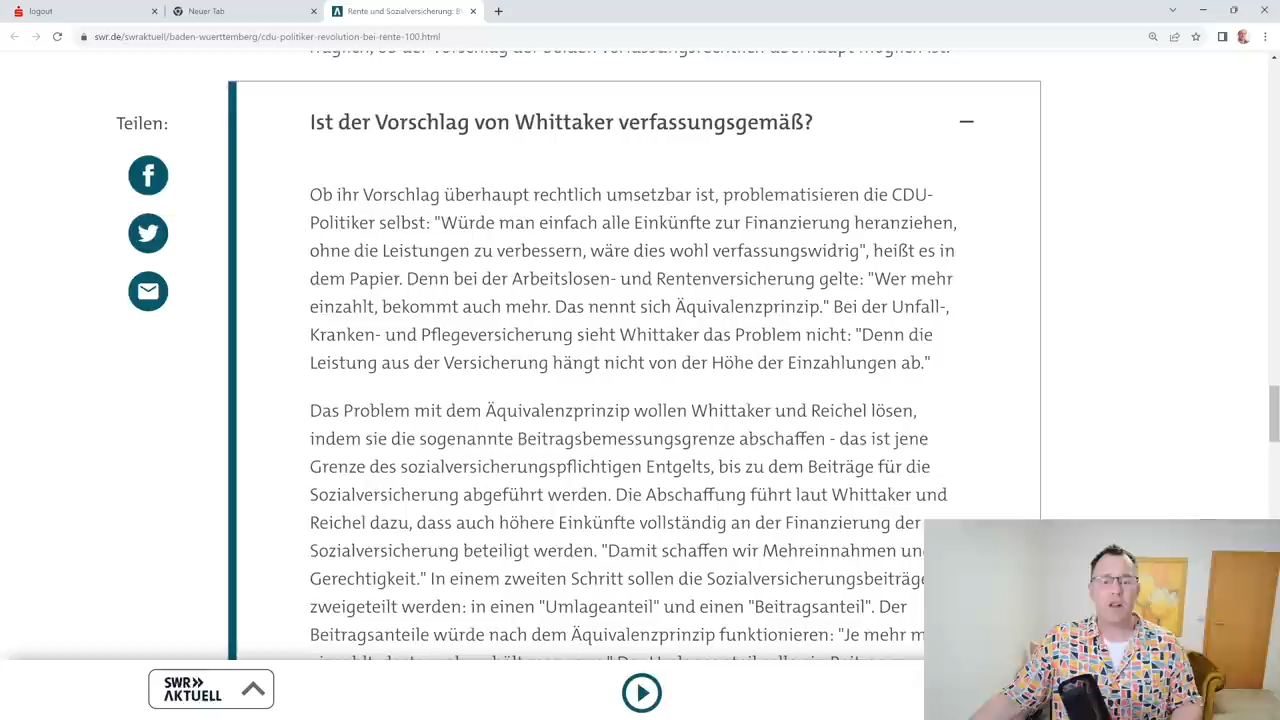 logout
Neuer Tab
Rente und Sozialversicherung:
swr.de/swraktuell/baden-wuerttemberg/cdu-politiker-revolution-bei-rente-100.html
Teilen:
Ist der Vorschlag von Whittaker verfassungsgemäß?
Ob ihr Vorschlag überhaupt rechtlich umsetzbar ist, problematisieren die CDU-
Politiker selbst: "Würde man einfach alle Einkünfte zur Finanzierung heranziehen,
ohne die Leistungen zu verbessern, wäre dies wohl verfassungswidrig", heißt es in
dem Papier. Denn bei der Arbeitslosen- und Rentenversicherung gelte: "Wer mehr
einzahlt, bekommt auch mehr. Das nennt sich Äquivalenzprinzip." Bei der Unfall-,
Kranken- und Pflegeversicherung sieht Whittaker das Problem nicht: "Denn die
Leistung aus der Versicherung hängt nicht von der Höhe der Einzahlungen ab."
Das Problem mit dem Äquivalenzprinzip wollen Whittaker und Reichel lösen,
indem sie die sogenannte Beitragsbemessungsgrenze abschaffen - das ist jene
Grenze des sozialversicherungspflichtigen Entgelts, bis zu dem Beiträge für die
Sozialversicherung abgeführt werden. Die Abschaffung führt laut Whittaker und
Reichel dazu, dass auch höhere Einkünfte vollständig an der Finanzierung der
Sozialversicherung beteiligt werden. "Damit schaffen wir Mehreinnahmen
Gerechtigkeit." In einem zweiten Schritt sollen die Sozialversicherungsbeiträge
zweigeteilt werden: in einen "Umlageanteil" und einen "Beitragsanteil". Der
Beitragsanteile würde nach dem Äquivalenzprinzip funktionieren: "Je mehr
SWR»
AKTUELL